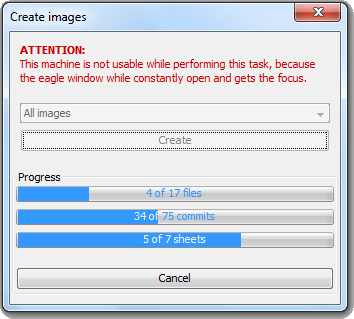 Create images
ATTENTION:
This machine is not usable while performing this task, because
the eagle window while constantly open and gets the focus.
All images
Create
Progress
4 of 17 files
34 of 75 commits
5 of 7 sheets
Cancel